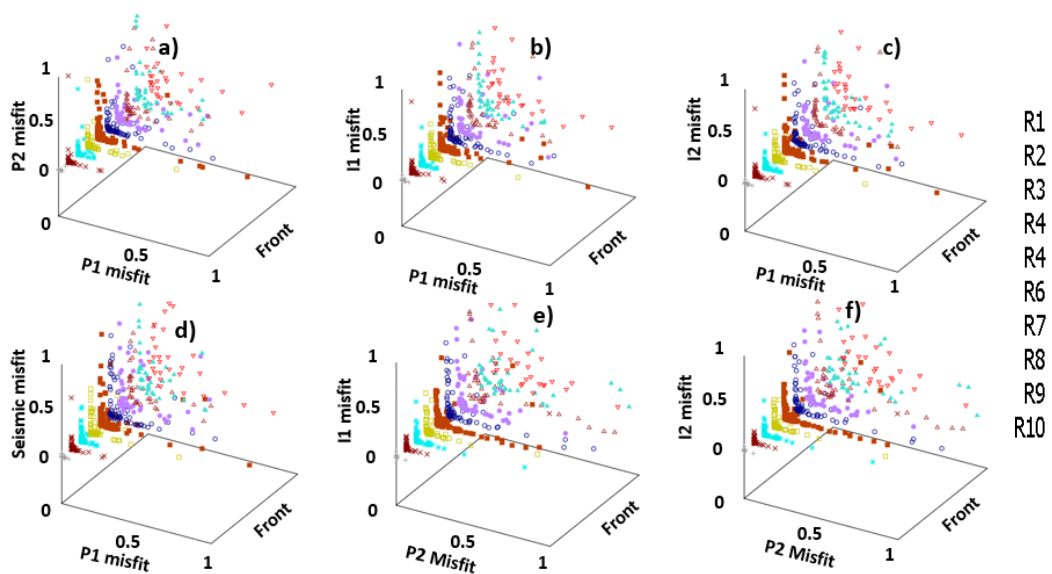 a)
1
0.5
0
0
P2 misfit
P1 misfit
0.5
1
Front
b)
1
0.5
0
0
I1 misfit
P1 misfit
0.5
1
Front
c)
1
0.5
0
0
I2 misfit
P1 misfit
0.5
1
Front
R1
R2
R3
R4
R4
R6
R7
R8
R9
R10
d)
1
0.5
0
0
Seismic misfit
P1 misfit
0.5
1
Front
e)
1
0.5
0
0
I1 misfit
P2 Misfit
0.5
1
Front
f)
1
0.5
0
0
I2 misfit
P2 Misfit
0.5
1
Front